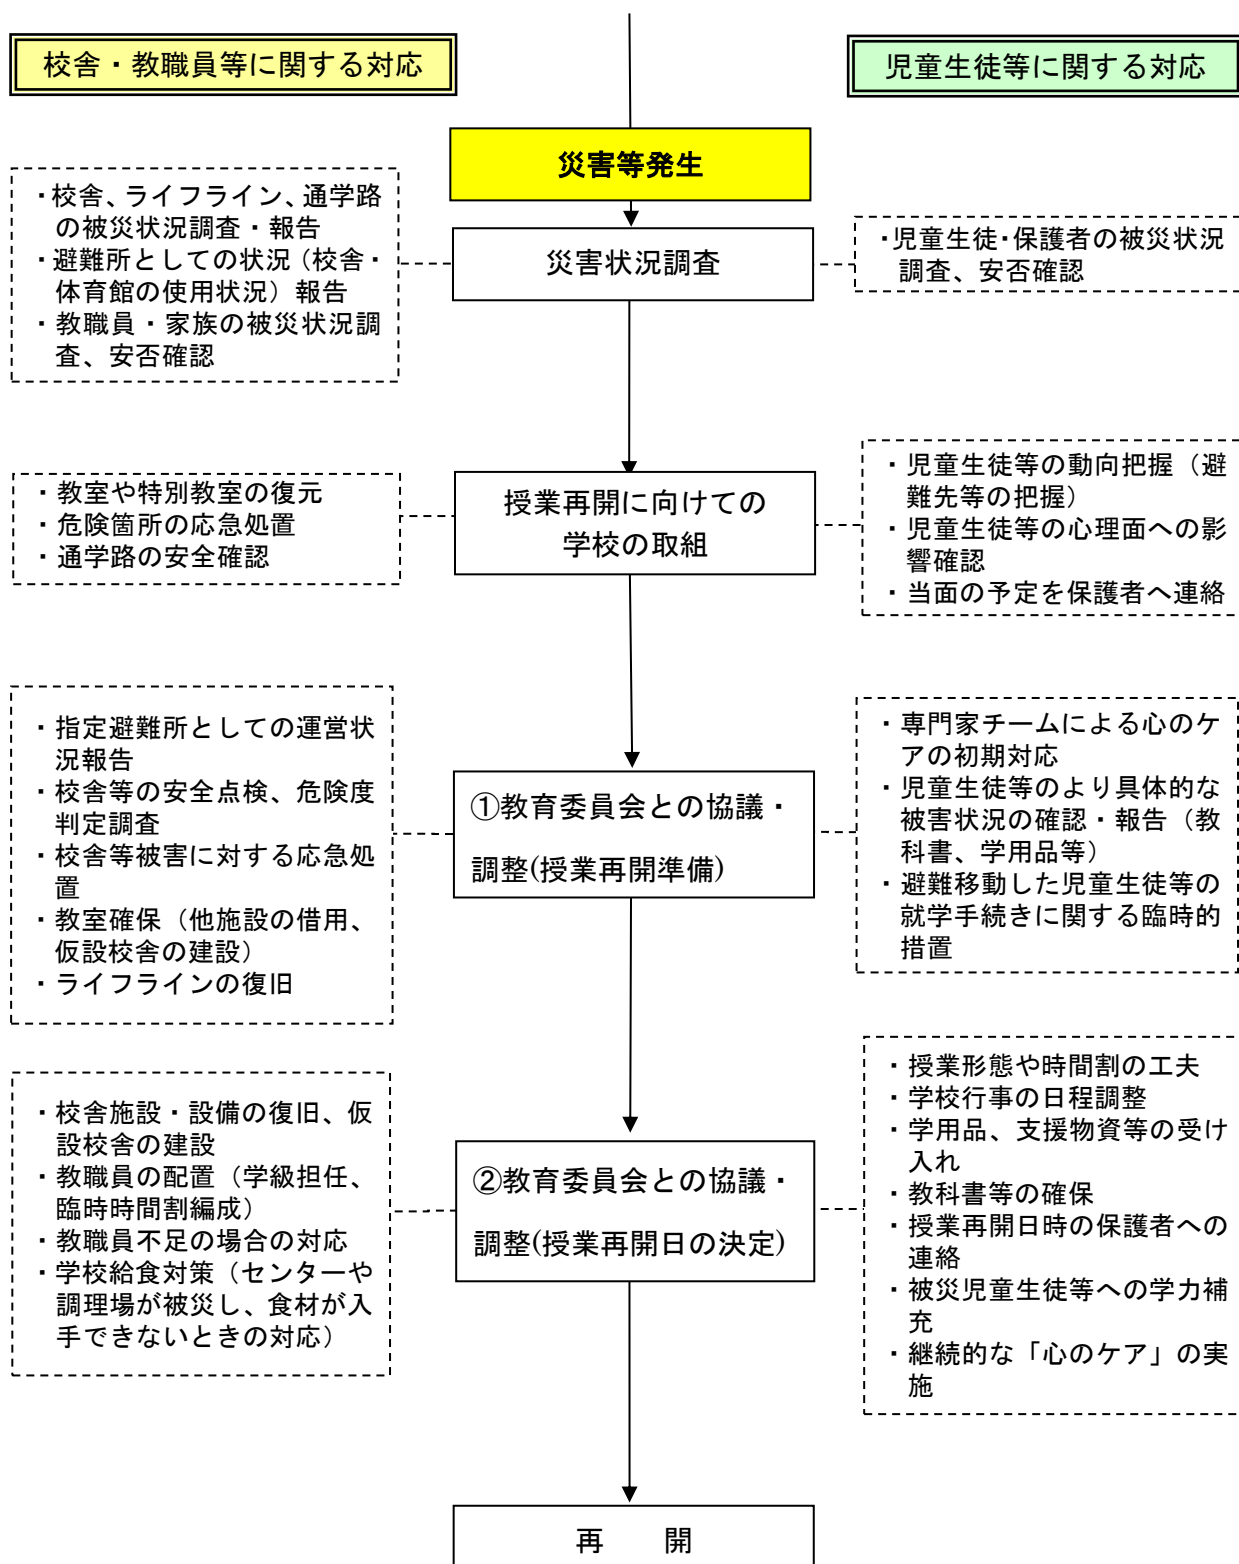 校舎・教職員等に関する対応
児童生徒等に関する対応
災害等発生
・校舎、ライフライン、通学路
の被災状況調査・報告
・避難所としての状況（校舎・
体育館の使用状況）報告
・教職員・家族の被災状況調
査、安否確認
災害状況調査
・児童生徒・保護者の被災状況
調査、安否確認
・教室や特別教室の復元
・危険箇所の応急処置
・通学路の安全確認
授業再開に向けての
学校の取組
・児童生徒等の動向把握（避
難先等の把握）
・児童生徒等の心理面への影
響確認
・当面の予定を保護者へ連絡
・指定避難所としての運営状
況報告
・校舎等の安全点検、危険度
判定調査
・校舎等被害に対する応急処
置
・教室確保（他施設の借用、
仮設校舎の建設）
・ライフラインの復旧
①教育委員会との協議・
調整(授業再開準備)
・専門家チームによる心のケ
アの初期対応
・児童生徒等のより具体的な
被害状況の確認・報告（教
科書、学用品等）
・避難移動した児童生徒等の
就学手続きに関する臨時的
措置
・校舎施設・設備の復旧、仮
設校舎の建設
・教職員の配置（学級担任、
臨時時間割編成）
・教職員不足の場合の対応
・学校給食対策（センターや
調理場が被災し、食材が入
手できないときの対応）
②教育委員会との協議・
調整(授業再開日の決定)
・授業形態や時間割の工夫
・学校行事の日程調整
・学用品、支援物資等の受け
入れ
・教科書等の確保
・授業再開日時の保護者への
連絡
・被災児童生徒等への学力補
充
・継続的な「心のケア」の実
施
再　　開